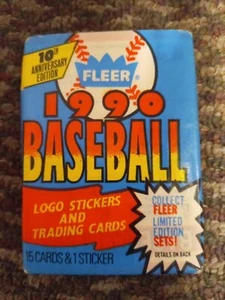 10TH
ANNIVERSARY
EDITION
FLEER
1990
BASEBALL
LOGO STICKERS
AND
TRADING CARDS
COLLECT
FLEER
LIMITED
EDITION
SETS!
DETAILS ON BACK
15 CARDS & 1 STICKER